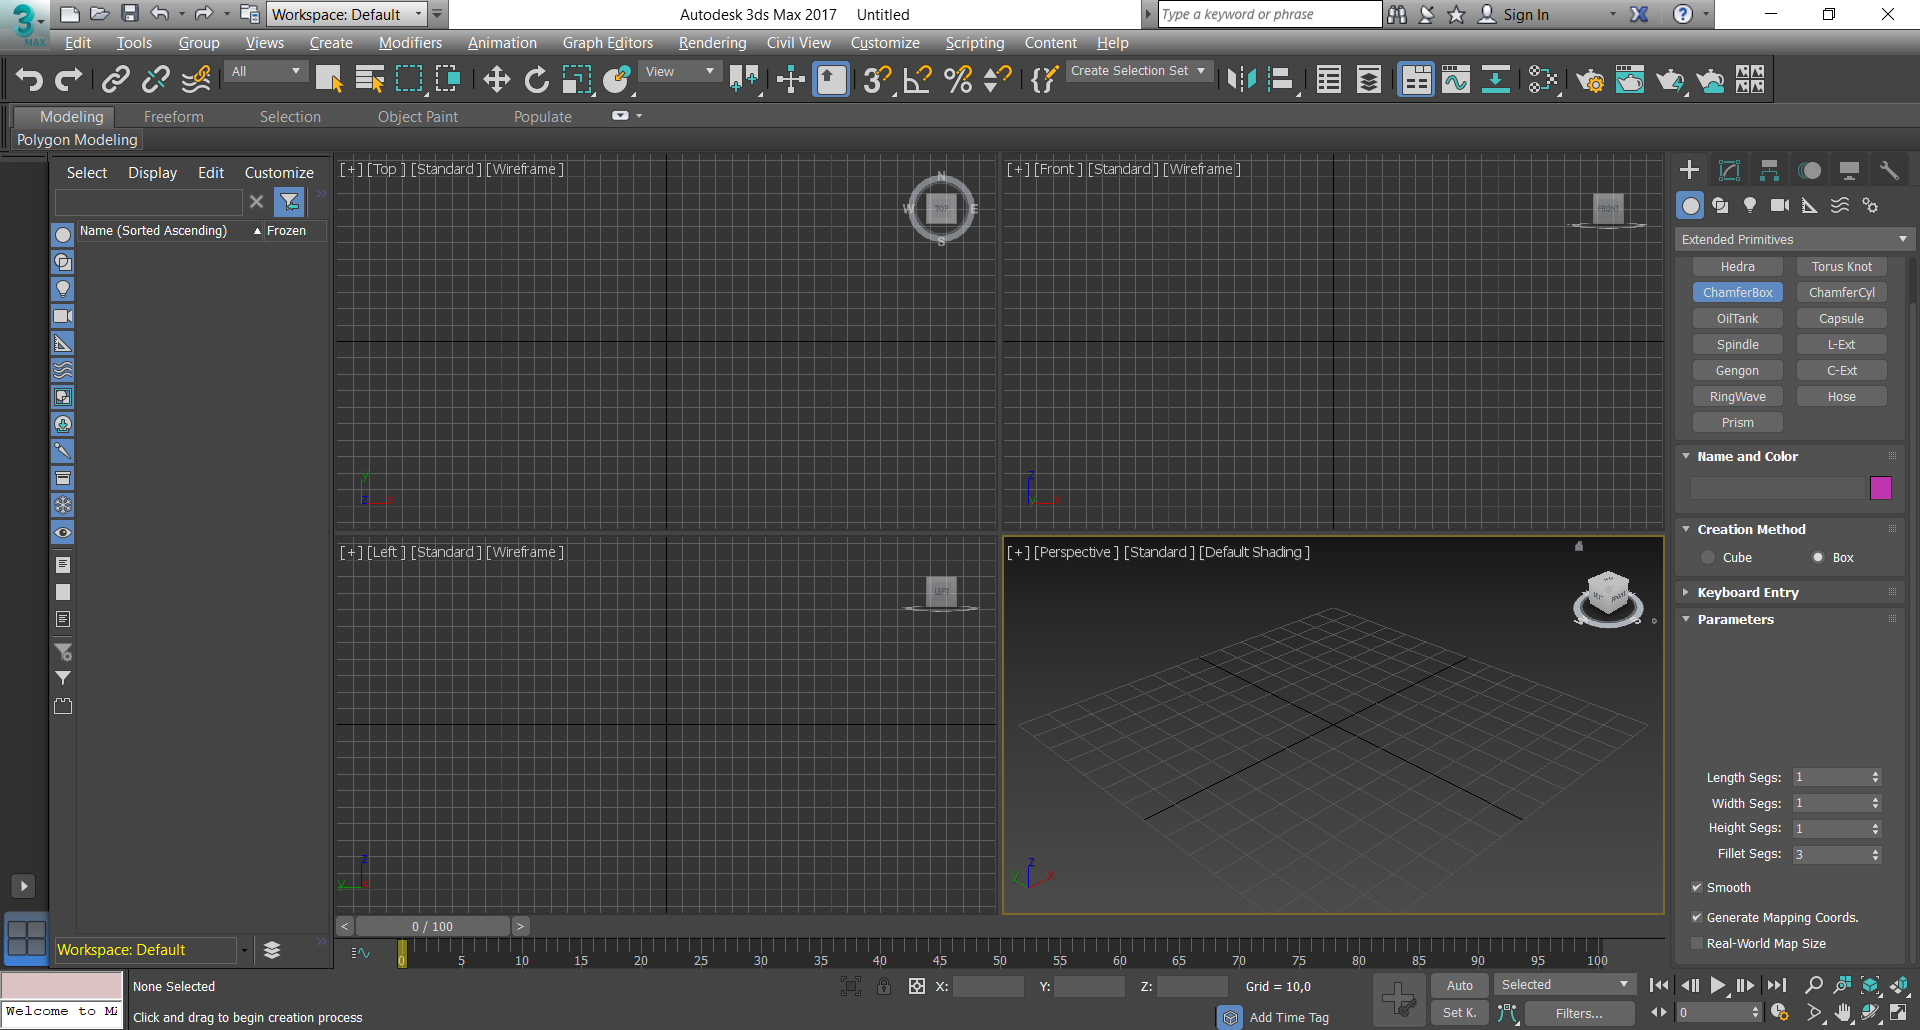 3 MAX Workspace: Default Autodesk 3ds Max 2017 Untitled Type a keyword or phrase Sign In
Edit Tools Group Views Create Modifiers Animation Graph Editors Rendering Civil View Customize Scripting Content Help
All View 3 Create Selection Set
Modeling Freeform Selection Object Paint Populate
Polygon Modeling
Select Display Edit Customize
Name (Sorted Ascending) Frozen
[+] [Top ] [Standard ] [Wireframe ]
N
W TOP E
S
y
z x
[+] [Front ] [Standard ] [Wireframe ]
FRONT
z
y x
[+] [Left ] [Standard ] [Wireframe ]
LEFT
z
y x
[+] [Perspective ] [Standard ] [Default Shading ]
z
y x
Extended Primitives
Hedra Torus Knot
ChamferBox ChamferCyl
OilTank Capsule
Spindle L-Ext
Gengon C-Ext
RingWave Hose
Prism
Name and Color
Creation Method
Cube Box
Keyboard Entry
Parameters
Length Segs: 1
Width Segs: 1
Height Segs: 1
Fillet Segs: 3
Smooth
Generate Mapping Coords.
Real-World Map Size
< 0 / 100 >
Workspace: Default
0 5 10 15 20 25 30 35 40 45 50 55 60 65 70 75 80 85 90 95 100
None Selected X: Y: Z: Grid = 10,0 Auto Selected
Welcome to MA
Click and drag to begin creation process Add Time Tag Set K. Filters... 0